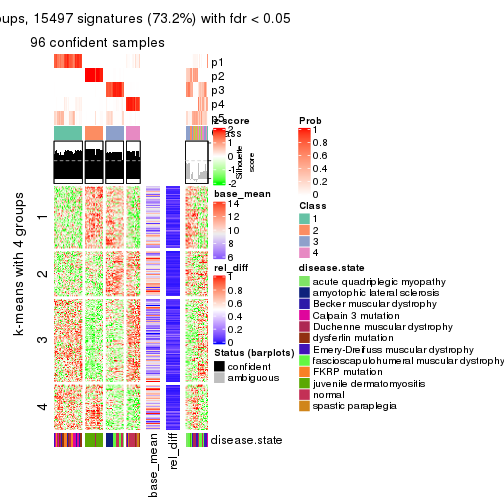 oups, 15497 signatures (73.2%) with fdr < 0.05
96 confident samples
p1
p2
p3
p4
p5
z-score
2
1
0
-1
-2
Class
Silhouette
score
base_mean
14
12
10
8
6
rel_diff
1
0.8
0.6
0.4
0.2
0
Status (barplots)
confident
ambiguous
Prob
1
0.8
0.6
0.4
0.2
0
Class
1
2
3
4
disease.state
acute quadriplegic myopathy
amyotophic lateral sclerosis
Becker muscular dystrophy
Calpain 3 mutation
Duchenne muscular dystrophy
dysferlin mutation
Emery-Dreifuss muscular dystrophy
fascioscapulohumeral muscular dystrophy
FKRP mutation
juvenile dermatomyositis
normal
spastic paraplegia
k-means with 4 groups
1
2
3
4
disease.state
base_mean
rel_diff